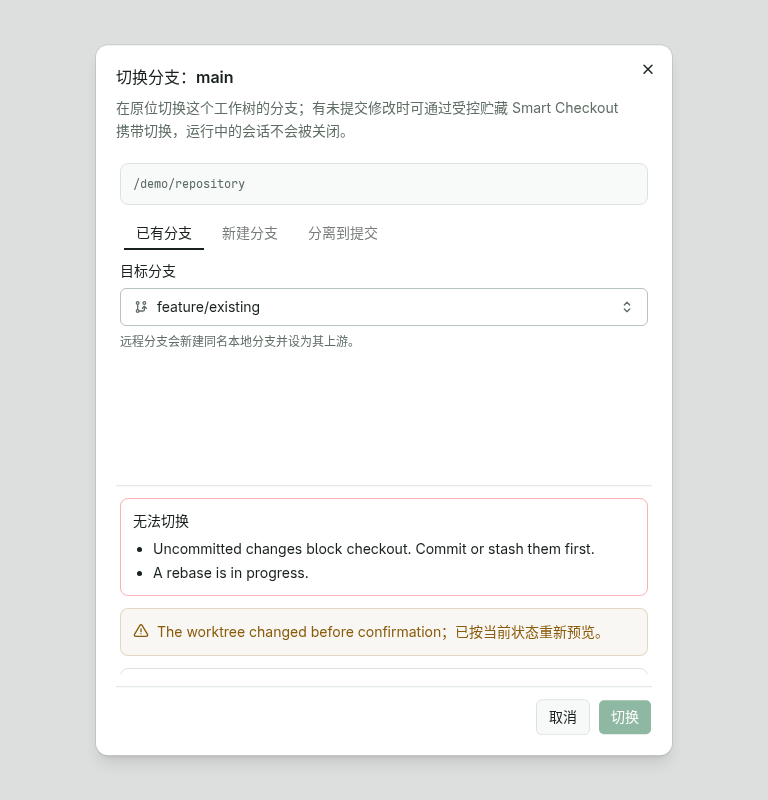 切换分支：main
在原位切换这个工作树的分支；有未提交修改时可通过受控贮藏 Smart Checkout
携带切换，运行中的会话不会被关闭。
/demo/repository
已有分支 新建分支 分离到提交
目标分支
feature/existing
远程分支会新建同名本地分支并设为其上游。
无法切换
Uncommitted changes block checkout. Commit or stash them first.
A rebase is in progress.
The worktree changed before confirmation；已按当前状态重新预览。
取消 切换